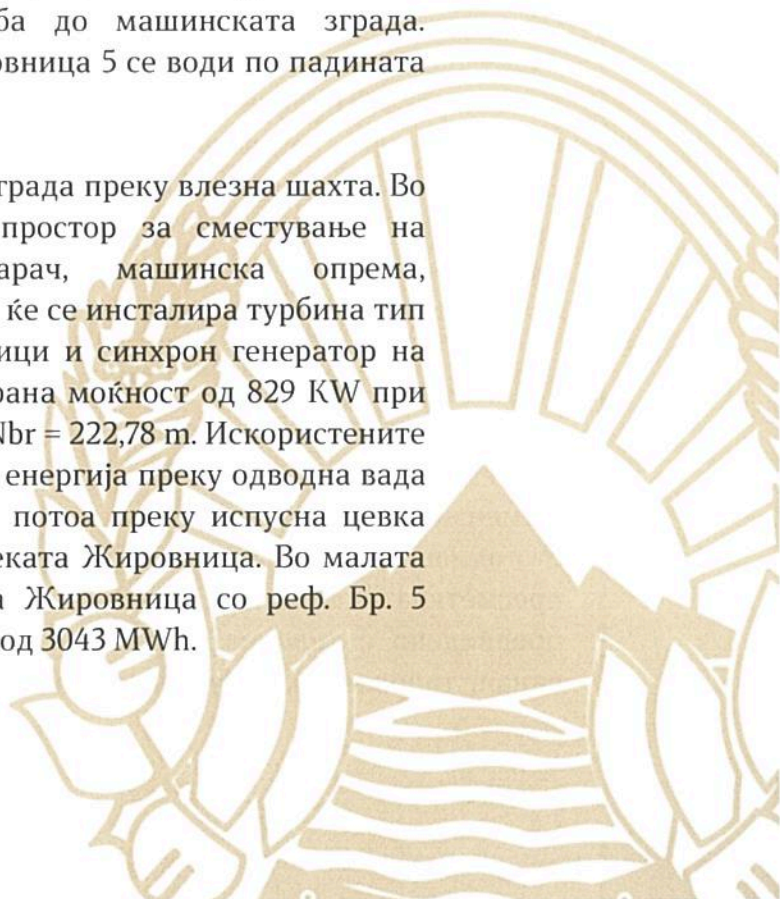 ба до машинската зграда.
овница 5 се води по падината
града преку влезна шахта. Во
простор за сместување на
арач, машинска опрема,
ќе се инсталира турбина тип
ици и синхрон генератор на
рана моќност од 829 KW при
Nbr = 222,78 m. Искористените
енергија преку одводна вада
потоа преку испусна цевка
еката Жировница. Во малата
а Жировница со реф. Бр. 5
од 3043 MWh.